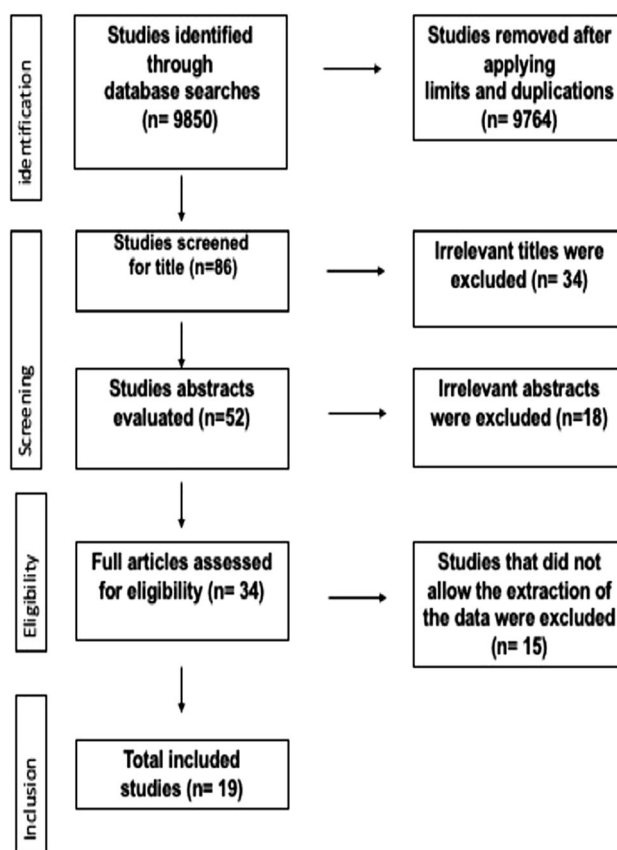 identification
Studies identified
through
database searches
(n= 9850)
Studies removed after
applying
limits and duplications
(n= 9764)
Screening
Studies screened
for title (n=86)
Irrelevant titles were
excluded (n= 34)
Studies abstracts
evaluated (n=52)
Irrelevant abstracts
were excluded (n=18)
Eligibility
Full articles assessed
for eligibility (n= 34)
Studies that did not
allow the extraction of
the data were excluded
(n= 15)
Inclusion
Total included
studies (n= 19)